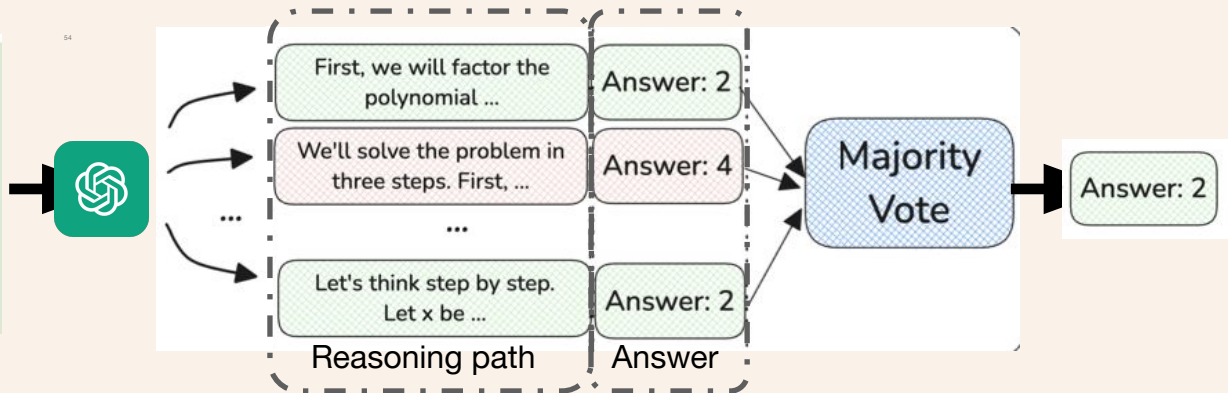 54
First, we will factor the
polynomial ...
Answer: 2
We'll solve the problem in
three steps. First, ...
Answer: 4
...
...
Let's think step by step.
Let x be ...
Answer: 2
Reasoning path
Answer
Majority
Vote
Answer: 2